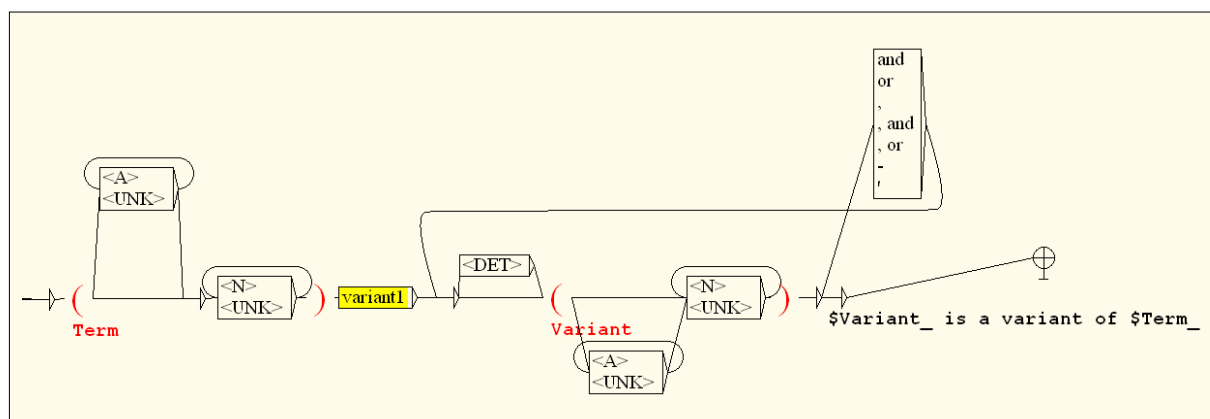 <A>
<UNK>
(
Term
<N>
<UNK>
)
variant1
<DET>
(
Variant
<A>
<UNK>
<N>
<UNK>
)
and
or
,
, and
, or
-
'
$Variant_ is a variant of $Term_